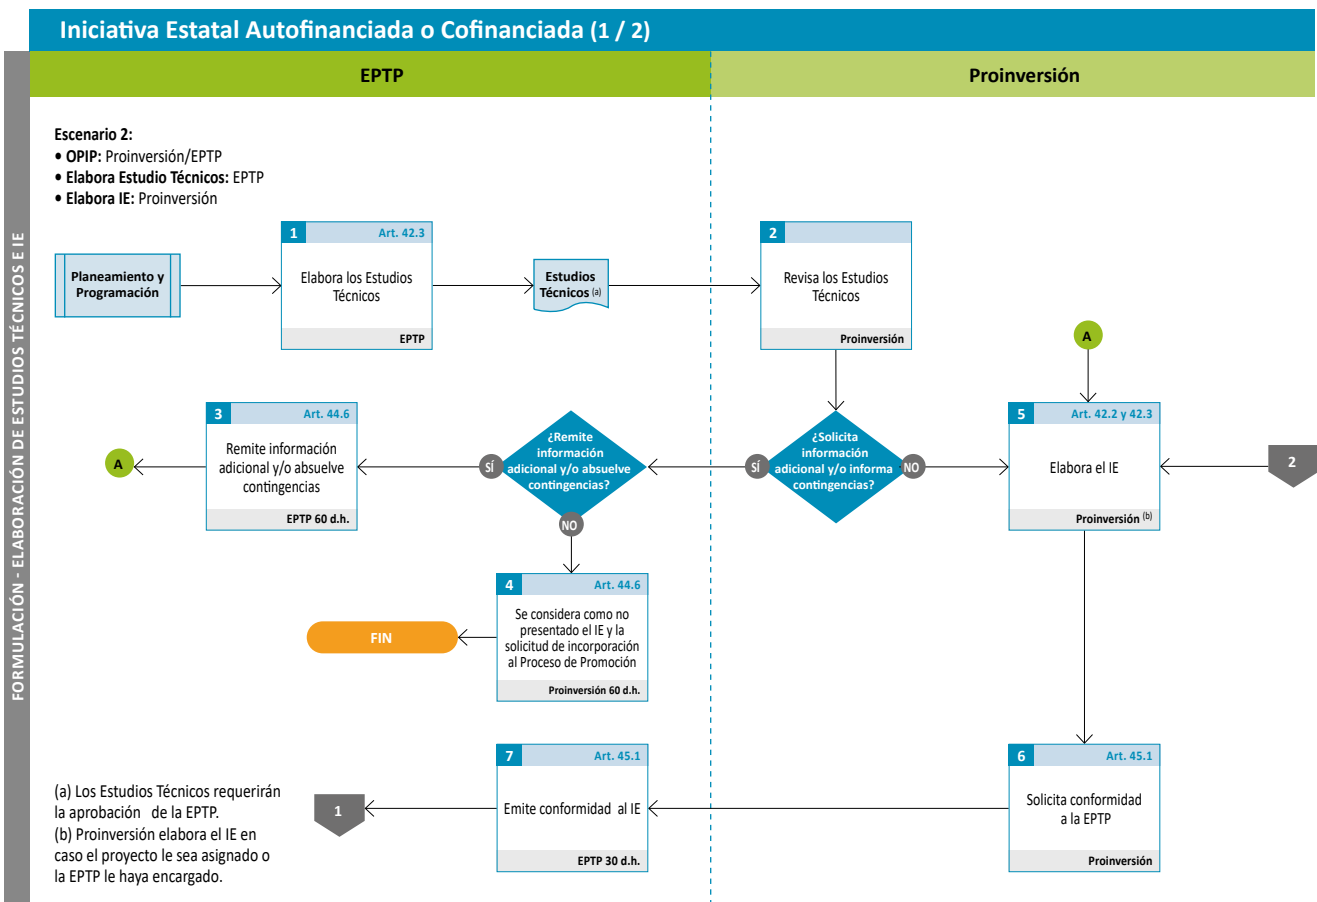 Iniciativa Estatal Autofinanciada o Cofinanciada (1 / 2)
EPTP
Proinversión
FORMULACIÓN - ELABORACIÓN DE ESTUDIOS TÉCNICOS E IE
Escenario 2:
• OPIP: Proinversión/EPTP
• Elabora Estudio Técnicos: EPTP
• Elabora IE: Proinversión
Planeamiento y
Programación
1
Art. 42.3
Elabora los Estudios
Técnicos
EPTP
Estudios
Técnicos (a)
2
Revisa los Estudios
Técnicos
Proinversión
A
3
Art. 44.6
Remite información
adicional y/o absuelve
contingencias
EPTP 60 d.h.
A
SÍ
¿Remite
información
adicional y/o absuelve
contingencias?
NO
SÍ
¿Solicita
información
adicional y/o informa
contingencias?
NO
5
Art. 42.2 y 42.3
Elabora el IE
Proinversión (b)
2
4
Art. 44.6
Se considera como no
presentado el IE y la
solicitud de incorporación
al Proceso de Promoción
Proinversión 60 d.h.
FIN
7
Art. 45.1
Emite conformidad al IE
EPTP 30 d.h.
1
6
Art. 45.1
Solicita conformidad
a la EPTP
Proinversión
(a) Los Estudios Técnicos requerirán
la aprobación de la EPTP.
(b) Proinversión elabora el IE en
caso el proyecto le sea asignado o
la EPTP le haya encargado.